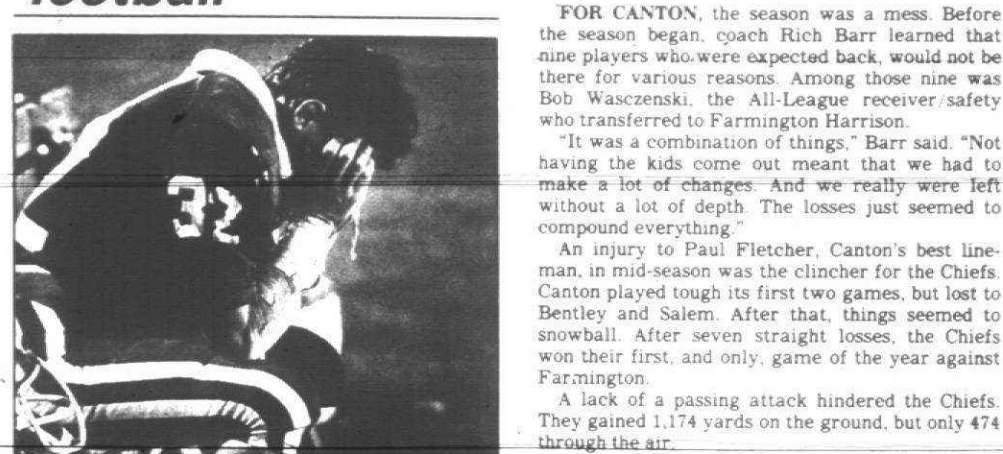 football
32
FOR CANTON, the season was a mess. Before
the season began, coach Rich Barr learned that
nine players who were expected back, would not be
there for various reasons. Among those nine was
Bob Wasczenski, the All-League receiver/safety
who transferred to Farmington Harrison.
"It was a combination of things," Barr said. "Not
having the kids come out meant that we had to
make a lot of changes. And we really were left
without a lot of depth. The losses just seemed to
compound everything."
An injury to Paul Fletcher, Canton's best line-
man, in mid-season was the clincher for the Chiefs.
Canton played tough its first two games, but lost to
Bentley and Salem. After that, things seemed to
snowball. After seven straight losses, the Chiefs
won their first, and only, game of the year against
Farmington.
A lack of a passing attack hindered the Chiefs.
They gained 1,174 yards on the ground, but only 474
through the air.